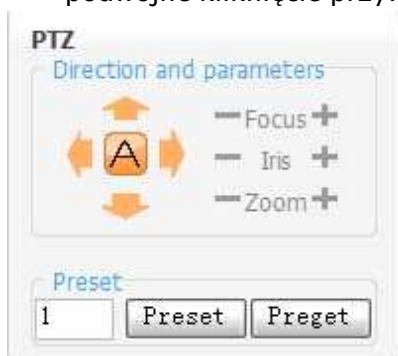 PTZ
Direction and parameters
Focus
A
Iris
Zoom
Preset
1 Preset Preget